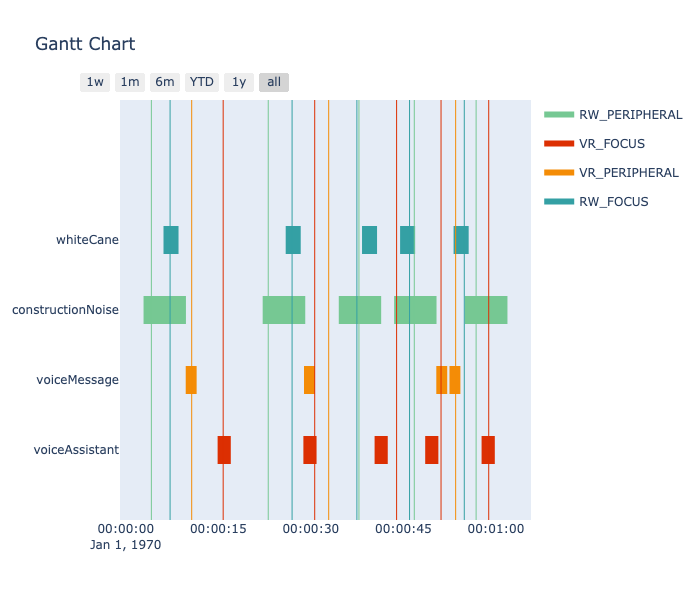 Gantt Chart
1w 1m 6m YTD 1y all
RW_PERIPHERAL
VR_FOCUS
VR_PERIPHERAL
RW_FOCUS
whiteCane
constructionNoise
voiceMessage
voiceAssistant
00:00:00 00:00:15 00:00:30 00:00:45 00:01:00
Jan 1, 1970